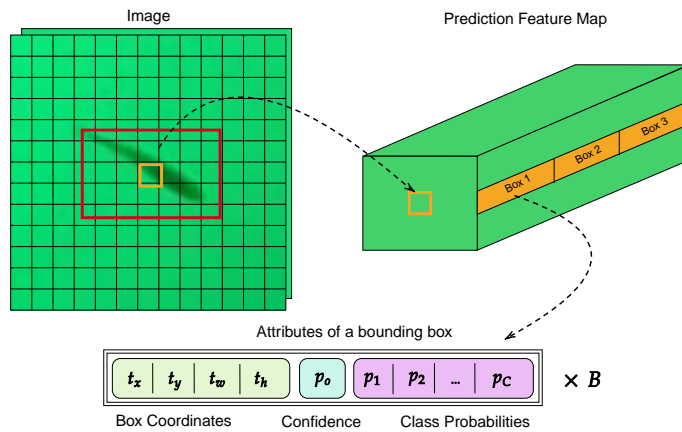 Image
Prediction Feature Map
Box 1
Box 2
Box 3
Attributes of a bounding box
t_x | t_y | t_w | t_h p_o p_1 | p_2 | ... | p_C × B
Box Coordinates Confidence Class Probabilities